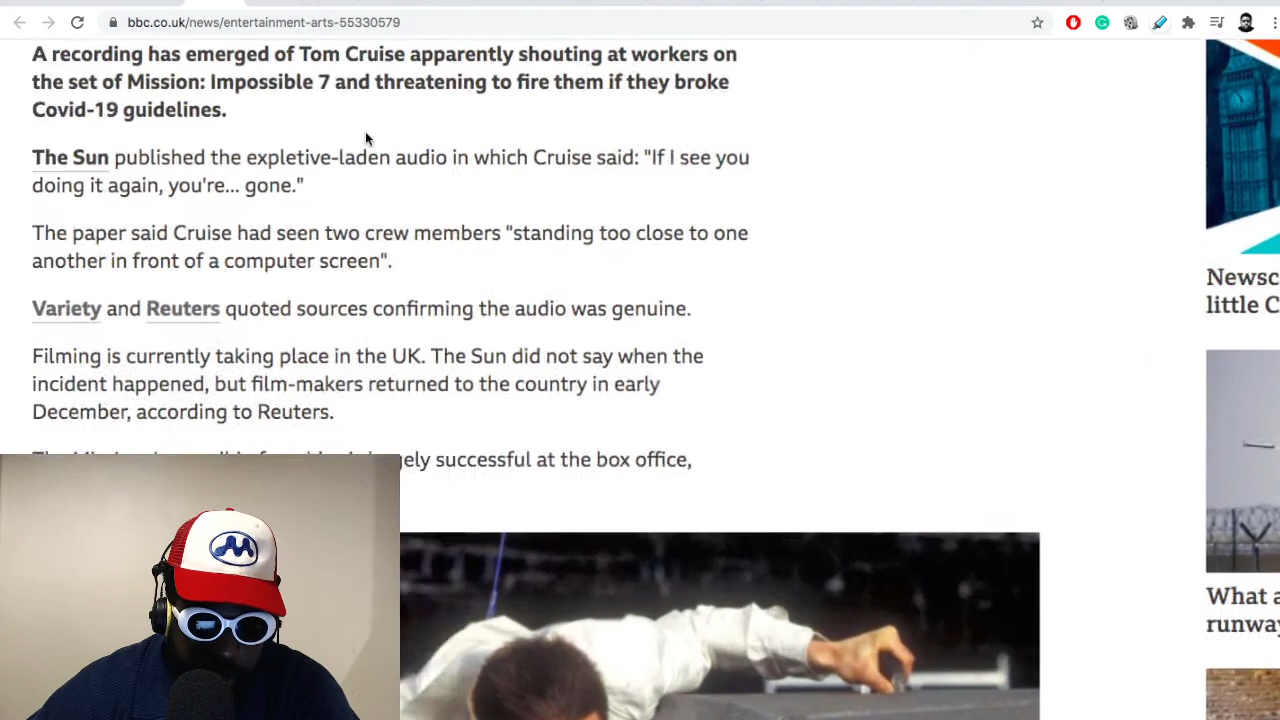 bbc.co.uk/news/entertainment-arts-55330579
A recording has emerged of Tom Cruise apparently shouting at workers on
the set of Mission: Impossible 7 and threatening to fire them if they broke
Covid-19 guidelines.
The Sun published the expletive-laden audio in which Cruise said: "If I see you
doing it again, you're... gone."
The paper said Cruise had seen two crew members "standing too close to one
another in front of a computer screen".
Variety and Reuters quoted sources confirming the audio was genuine.
Filming is currently taking place in the UK. The Sun did not say when the
incident happened, but film-makers returned to the country in early
December, according to Reuters.
successful at the box office,
Newsc
little C
What a
runway
M